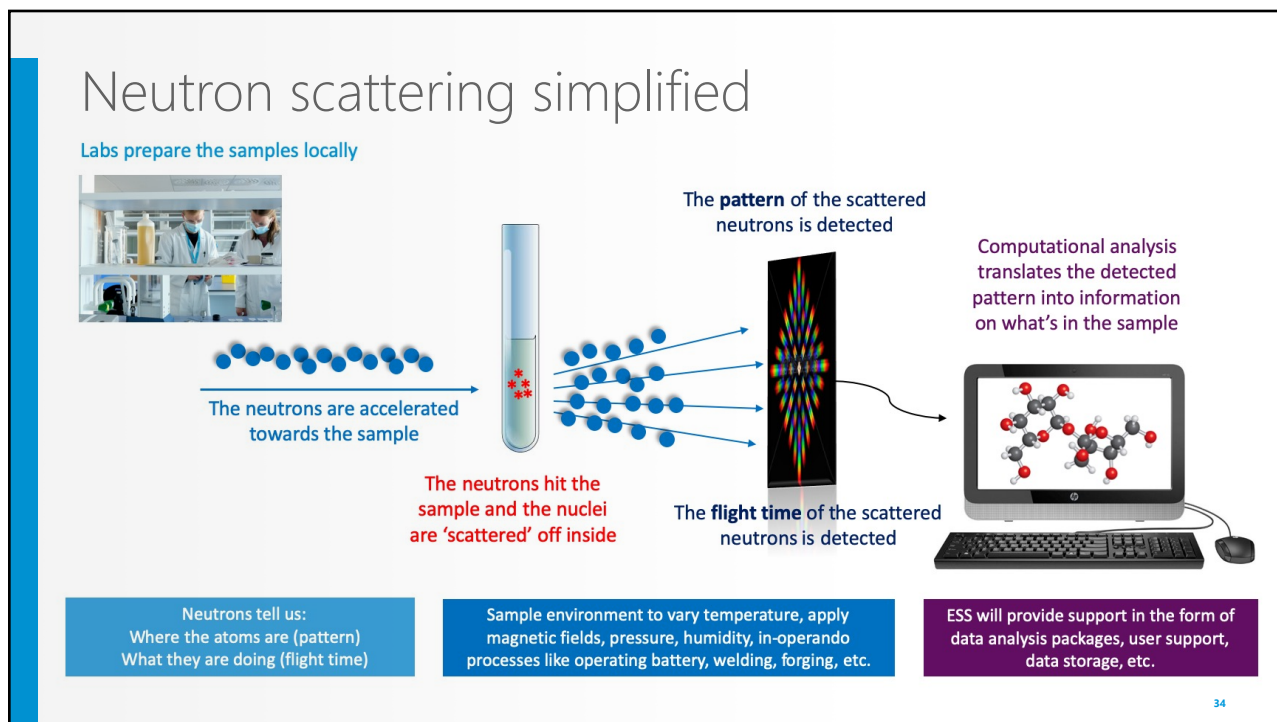 Neutron scattering simplified
Labs prepare the samples locally
The pattern of the scattered
neutrons is detected
Computational analysis
translates the detected
pattern into information
on what's in the sample
The neutrons are accelerated
towards the sample
The neutrons hit the
sample and the nuclei
are 'scattered' off inside
The flight time of the scattered
neutrons is detected
hp
Neutrons tell us:
Where the atoms are (pattern)
What they are doing (flight time)
Sample environment to vary temperature, apply
magnetic fields, pressure, humidity, in-operando
processes like operating battery, welding, forging, etc.
ESS will provide support in the form of
data analysis packages, user support,
data storage, etc.
34